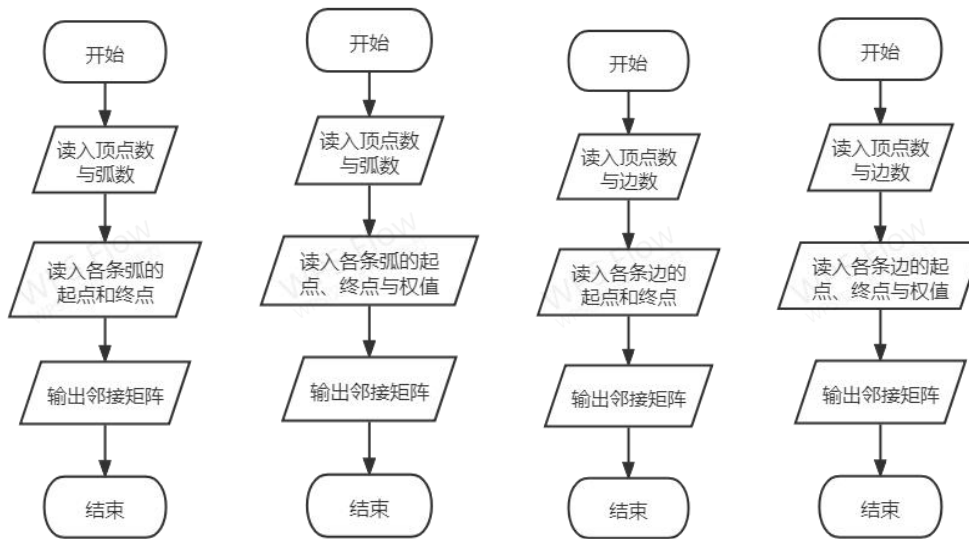 开始
读入顶点数
与弧数
读入各条弧的
起点和终点
输出邻接矩阵
结束
开始
读入顶点数
与弧数
读入各条弧的起
点、终点与权值
输出邻接矩阵
结束
开始
读入顶点数
与边数
读入各条边的
起点和终点
输出邻接矩阵
结束
开始
读入顶点数
与边数
读入各条边的起
点、终点与权值
输出邻接矩阵
结束